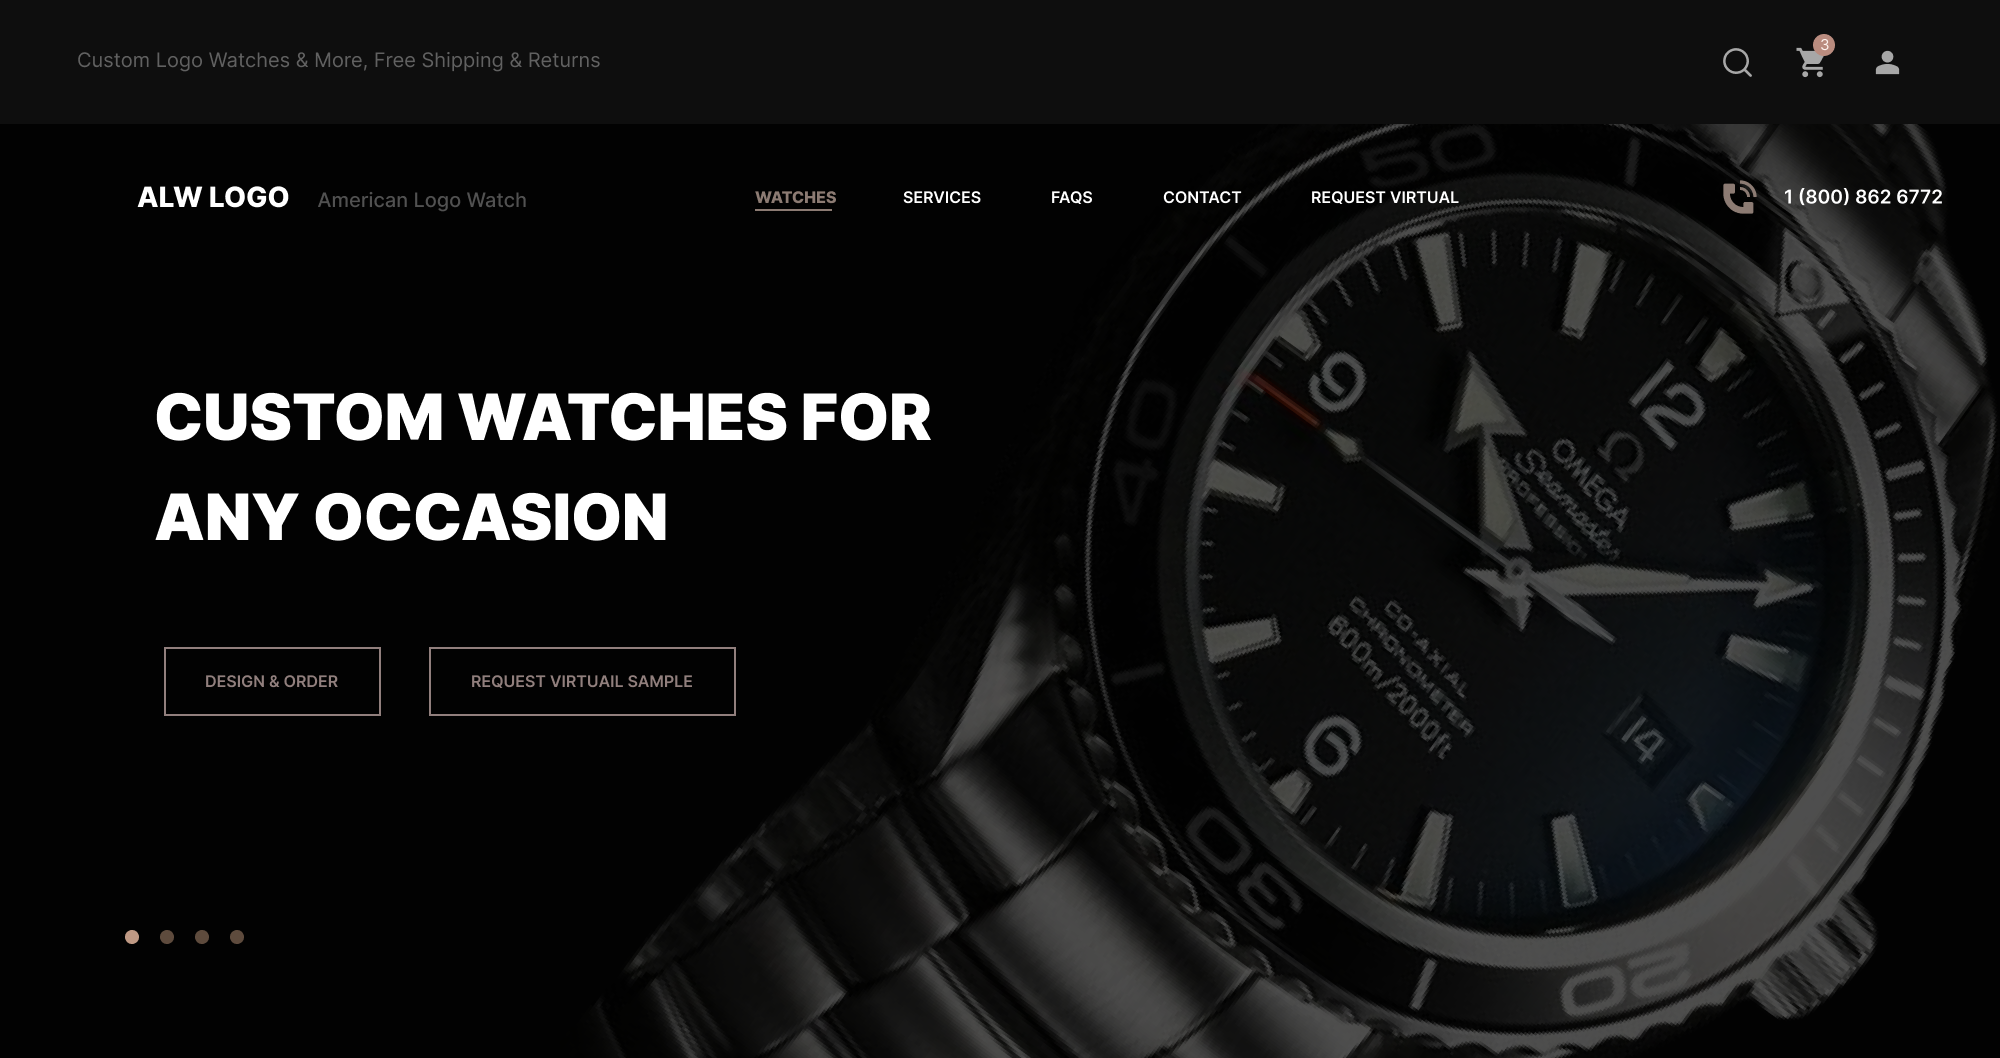 Custom Logo Watches & More, Free Shipping & Returns
3
ALW LOGO
American Logo Watch
WATCHES
SERVICES
FAQS
CONTACT
REQUEST VIRTUAL
1 (800) 862 6772
CUSTOM WATCHES FOR
ANY OCCASION
DESIGN & ORDER
REQUEST VIRTUAIL SAMPLE
50
40
30
20
12
9
6
14
Ω
OMEGA
Seamaster
PROFESSIONAL
CO-AXIAL
CHRONOMETER
600m/2000ft